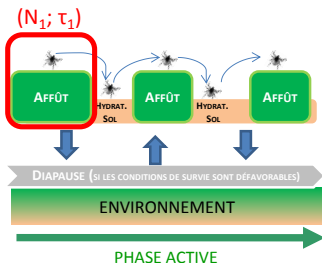 (N₁; τ₁)
AFFÛT
HYDRAT.
SOL
AFFÛT
HYDRAT.
SOL
AFFÛT
DIAPAUSE (SI LES CONDITIONS DE SURVIE SONT DÉFAVORABLES)
ENVIRONNEMENT
PHASE ACTIVE